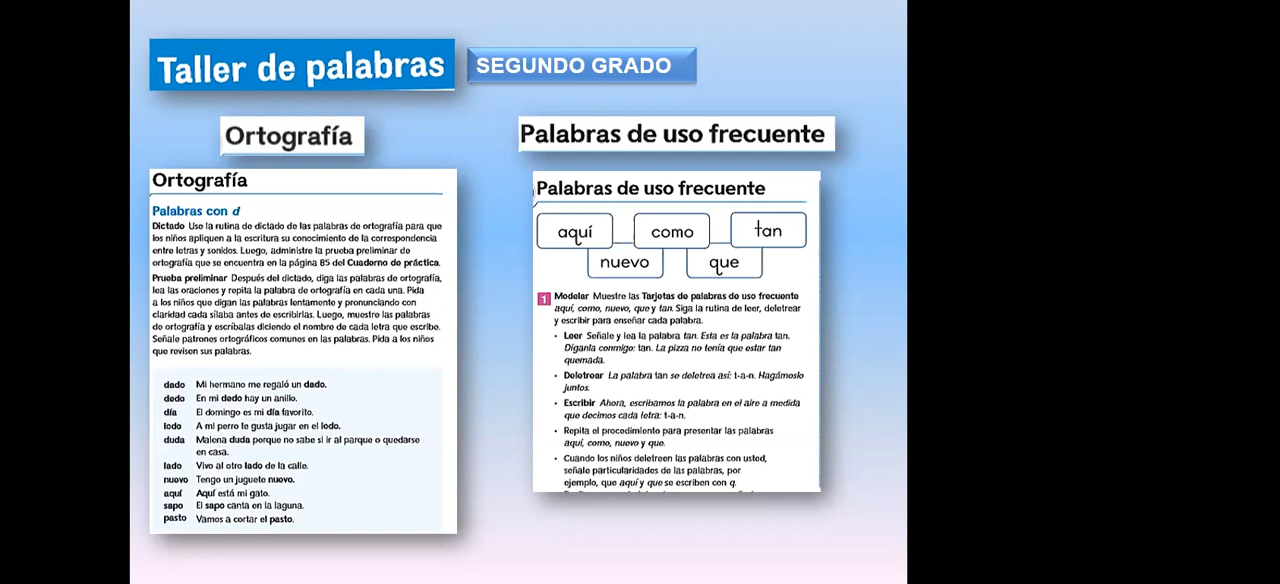 Taller de palabras
SEGUNDO GRADO
Ortografía
Ortografía
Palabras con d
Dictado Use la rutina de dictado de las palabras de ortografía para que
los niños apliquen a la escritura su conocimiento de la correspondencia
entre letras y sonidos. Luego, administre la prueba preliminar de
ortografía que se encuentra en la página 85 del Cuaderno de práctica.
Prueba preliminar Después del dictado, diga las palabras de ortografía,
lea las oraciones y repita la palabra de ortografía en cada una. Pida
a los niños que digan las palabras lentamente y pronunciando con
claridad cada sílaba antes de escribirlas. Luego, muestre las palabras
de ortografía y escríbalas diciendo el nombre de cada letra que escribe.
Señale patrones ortográficos comunes en las palabras. Pida a los niños
que revisen sus palabras.
dado Mi hermano me regaló un dado.
dedo En mi dedo hay un anillo.
día El domingo es mi día favorito.
lodo A mi perro le gusta jugar en el lodo.
duda Malena duda porque no sabe si ir al parque o quedarse
en casa.
lado Vivo al otro lado de la calle.
nuevo Tengo un juguete nuevo.
aquí Aquí está mi gato.
sapo El sapo canta en la laguna.
pasto Vamos a cortar el pasto.
Palabras de uso frecuente
Palabras de uso frecuente
aquí como tan
nuevo que
1 Modelar Muestre las Tarjetas de palabras de uso frecuente
aquí, como, nuevo, que y tan. Siga la rutina de leer, deletrear
y escribir para enseñar cada palabra.
• Leer Señale y lea la palabra tan. Esta es la palabra tan.
Díganla conmigo: tan. La pizza no tenía que estar tan
quemada.
• Deletrear La palabra tan se deletrea así: t-a-n. Hagámoslo
juntos.
• Escribir Ahora, escribamos la palabra en el aire a medida
que decimos cada letra: t-a-n.
• Repita el procedimiento para presentar las palabras
aquí, como, nuevo y que.
• Cuando los niños deletreen las palabras con usted,
señale particularidades de las palabras, por
ejemplo, que aquí y que se escriben con q.